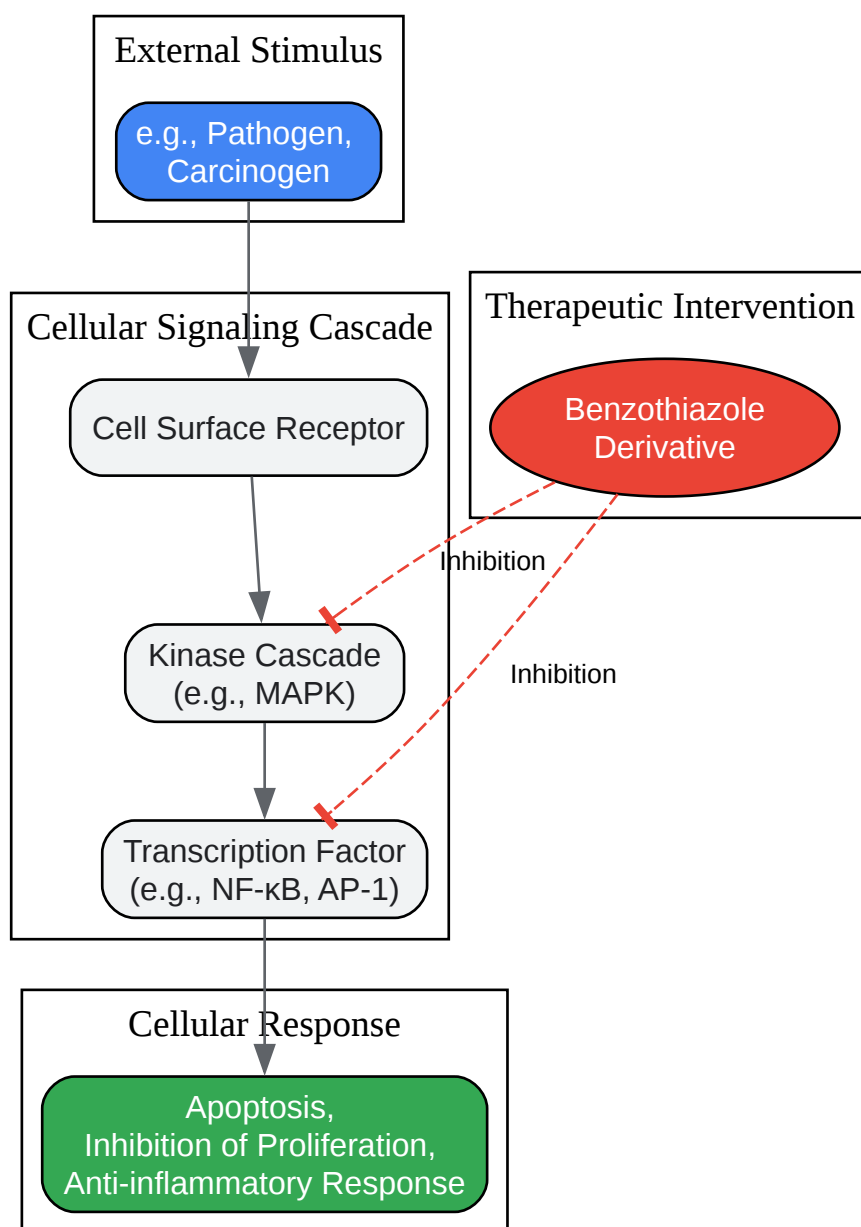 External Stimulus
e.g., Pathogen,
Carcinogen
Cellular Signaling Cascade
Cell Surface Receptor
Therapeutic Intervention
Benzothiazole
Derivative
Inhibition
Kinase Cascade
(e.g., MAPK)
Inhibition
Transcription Factor
(e.g., NF-κB, AP-1)
Cellular Response
Apoptosis,
Inhibition of Proliferation,
Anti-inflammatory Response